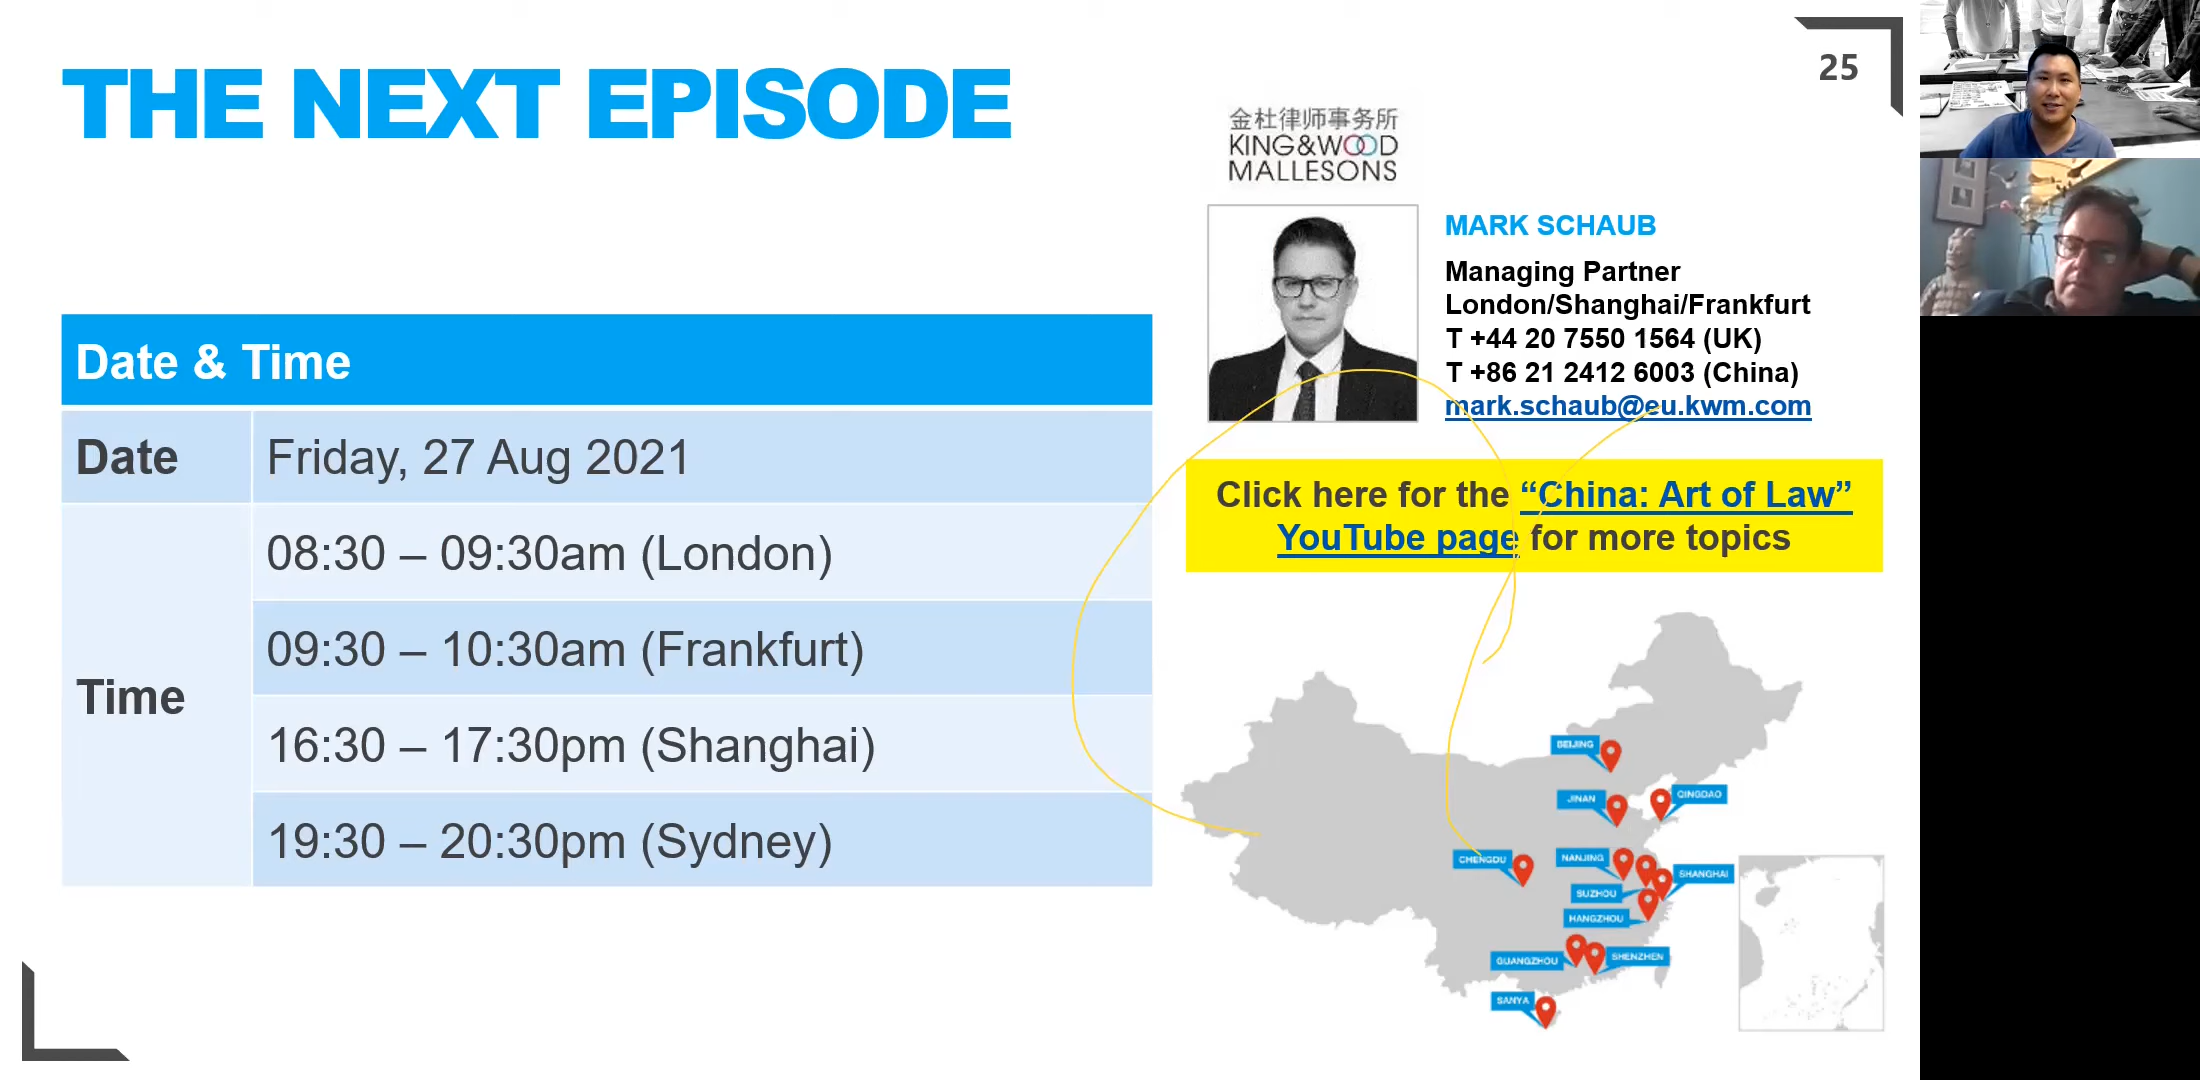 THE NEXT EPISODE
25
金杜律师事务所
KING&WOOD
MALLESONS
MARK SCHAUB
Managing Partner
London/Shanghai/Frankfurt
T +44 20 7550 1564 (UK)
T +86 21 2412 6003 (China)
mark.schaub@eu.kwm.com
Date & Time
Date
Friday, 27 Aug 2021
Time
08:30 – 09:30am (London)
09:30 – 10:30am (Frankfurt)
16:30 – 17:30pm (Shanghai)
19:30 – 20:30pm (Sydney)
Click here for the “China: Art of Law”
YouTube page for more topics
BEIJING
JINAN
QINGDAO
CHENGDU
NANJING
SHANGHAI
SUZHOU
HANGZHOU
GUANGZHOU
SHENZHEN
SANYA